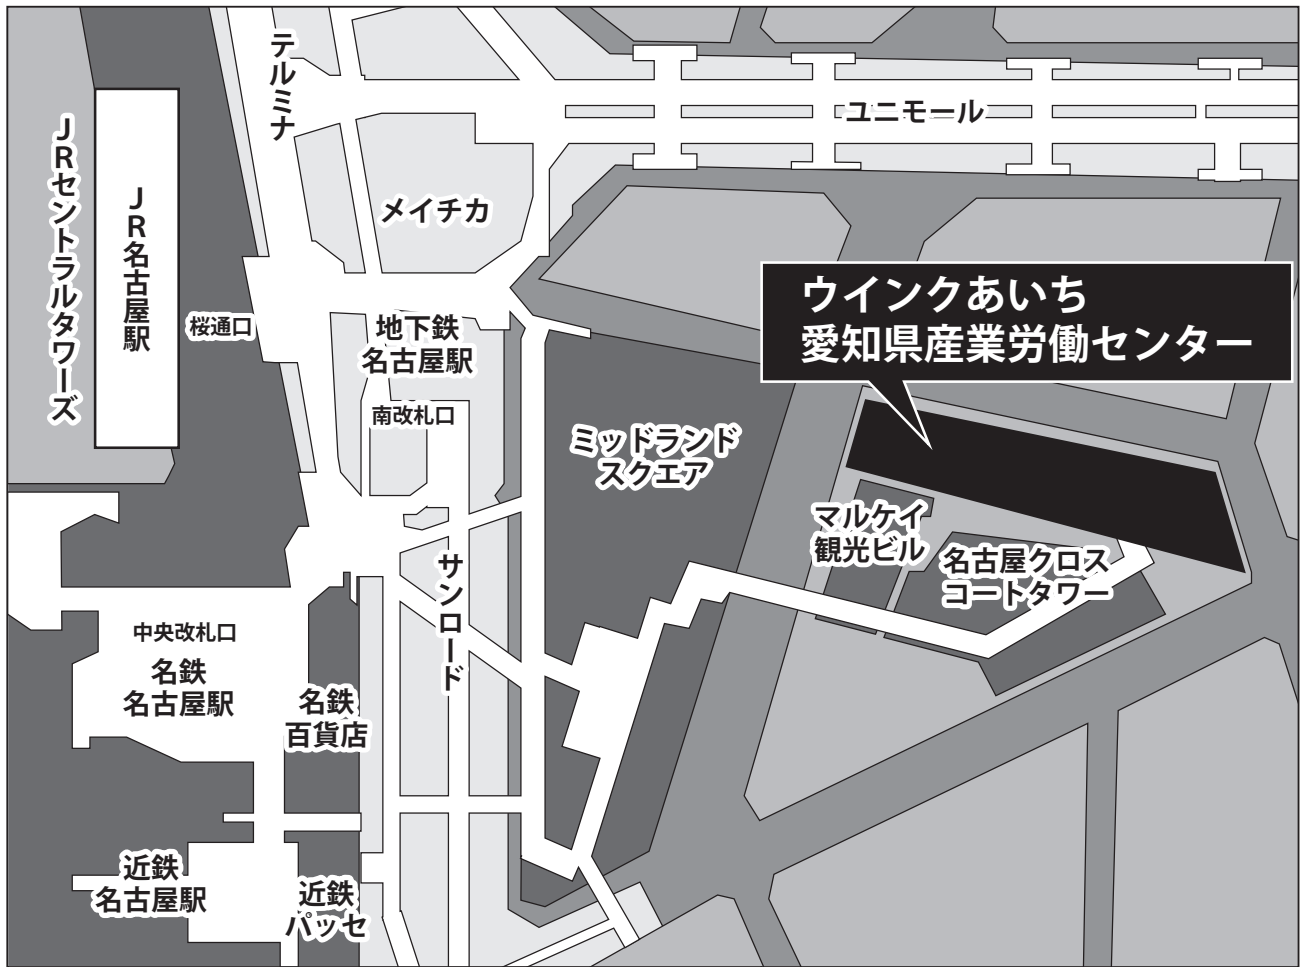 テルミナ
ユニモール
JRセントラルタワーズ
JR名古屋駅
メイチカ
ウインクあいち
愛知県産業労働センター
桜通口
地下鉄
名古屋駅
南改札口
ミッドランド
スクエア
マルケイ
観光ビル
名古屋クロス
コートタワー
サンロード
中央改札口
名鉄
名古屋駅
名鉄
百貨店
近鉄
名古屋駅
近鉄
パッセ